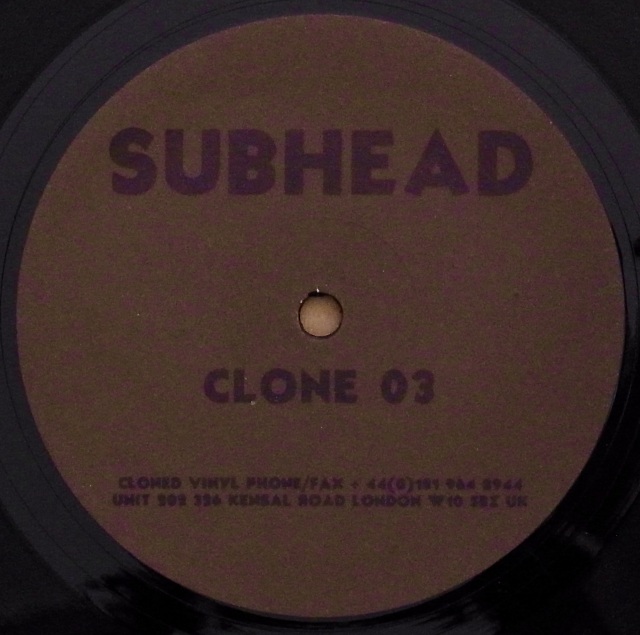 SUBHEAD
CLONE 03
CLONED VINYL PHONE/FAX + 44(0)181 964 8944
UNIT 202 326 KENSAL ROAD LONDON W10 5BZ UK